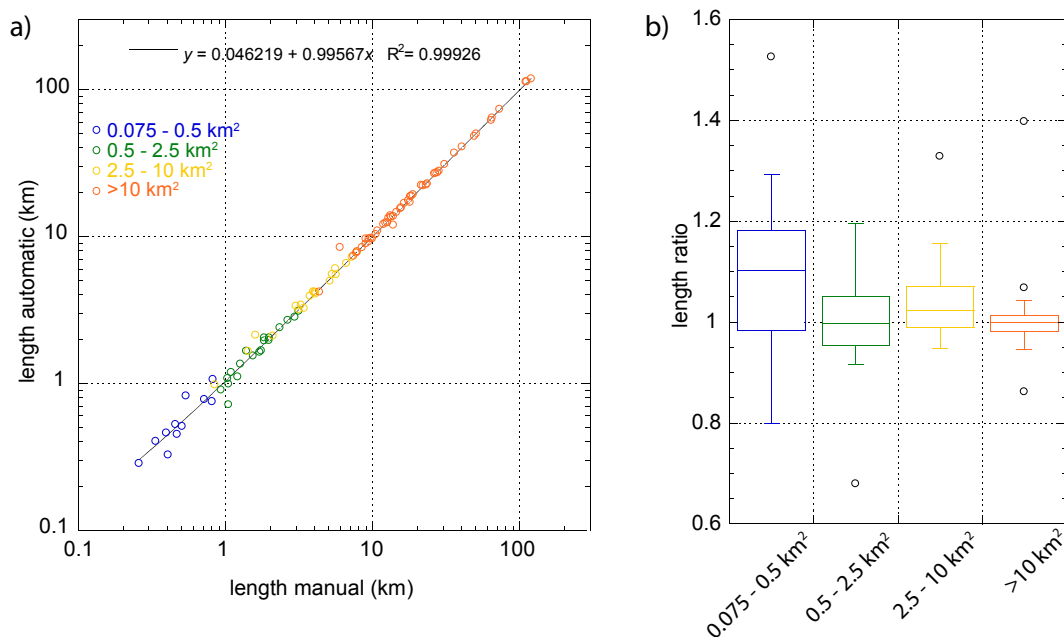 a)
y = 0.046219 + 0.99567x R²= 0.99926
100
0.075 - 0.5 km²
0.5 - 2.5 km²
2.5 - 10 km²
>10 km²
length automatic (km)
10
1
0.1
0.1 1 10 100
length manual (km)
b)
1.6
1.4
1.2
length ratio
1
0.8
0.6
0.075 - 0.5 km²
0.5 - 2.5 km²
2.5 - 10 km²
>10 km²